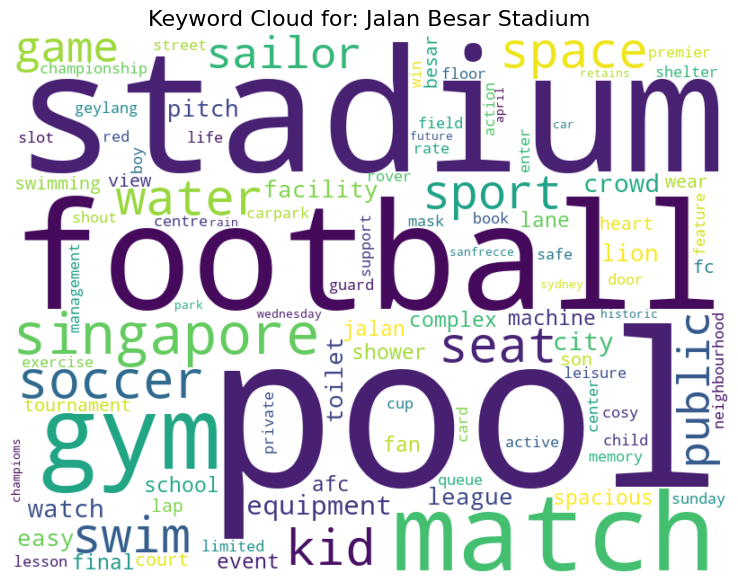 Keyword Cloud for: Jalan Besar Stadium
game
street
sailor
win
besar
space
premier
championship
floor
retains
shelter
stadium
geylang
pitch
action
april
slot
red
life
boy
field
future
rate
car
enter
swimming
view
water
facility
rover
sport
crowd
wear
shout
centre
rain
carpark
support
mask
book
lane
heart
feature
football
management
guard
sanfrecce
safe
lion
fc
door
sydney
park
wednesday
historic
singapore
jalan
complex
machine
city
public
neighbourhood
exercise
shower
seat
son
soccer
toilet
leisure
tournament
private
cup
center
cosy
gym
pool
fan
card
active
child
memory
champioms
school
afc
queue
watch
lap
equipment
league
spacious
sunday
easy
swim
kid
match
lesson
final
court
limited
event